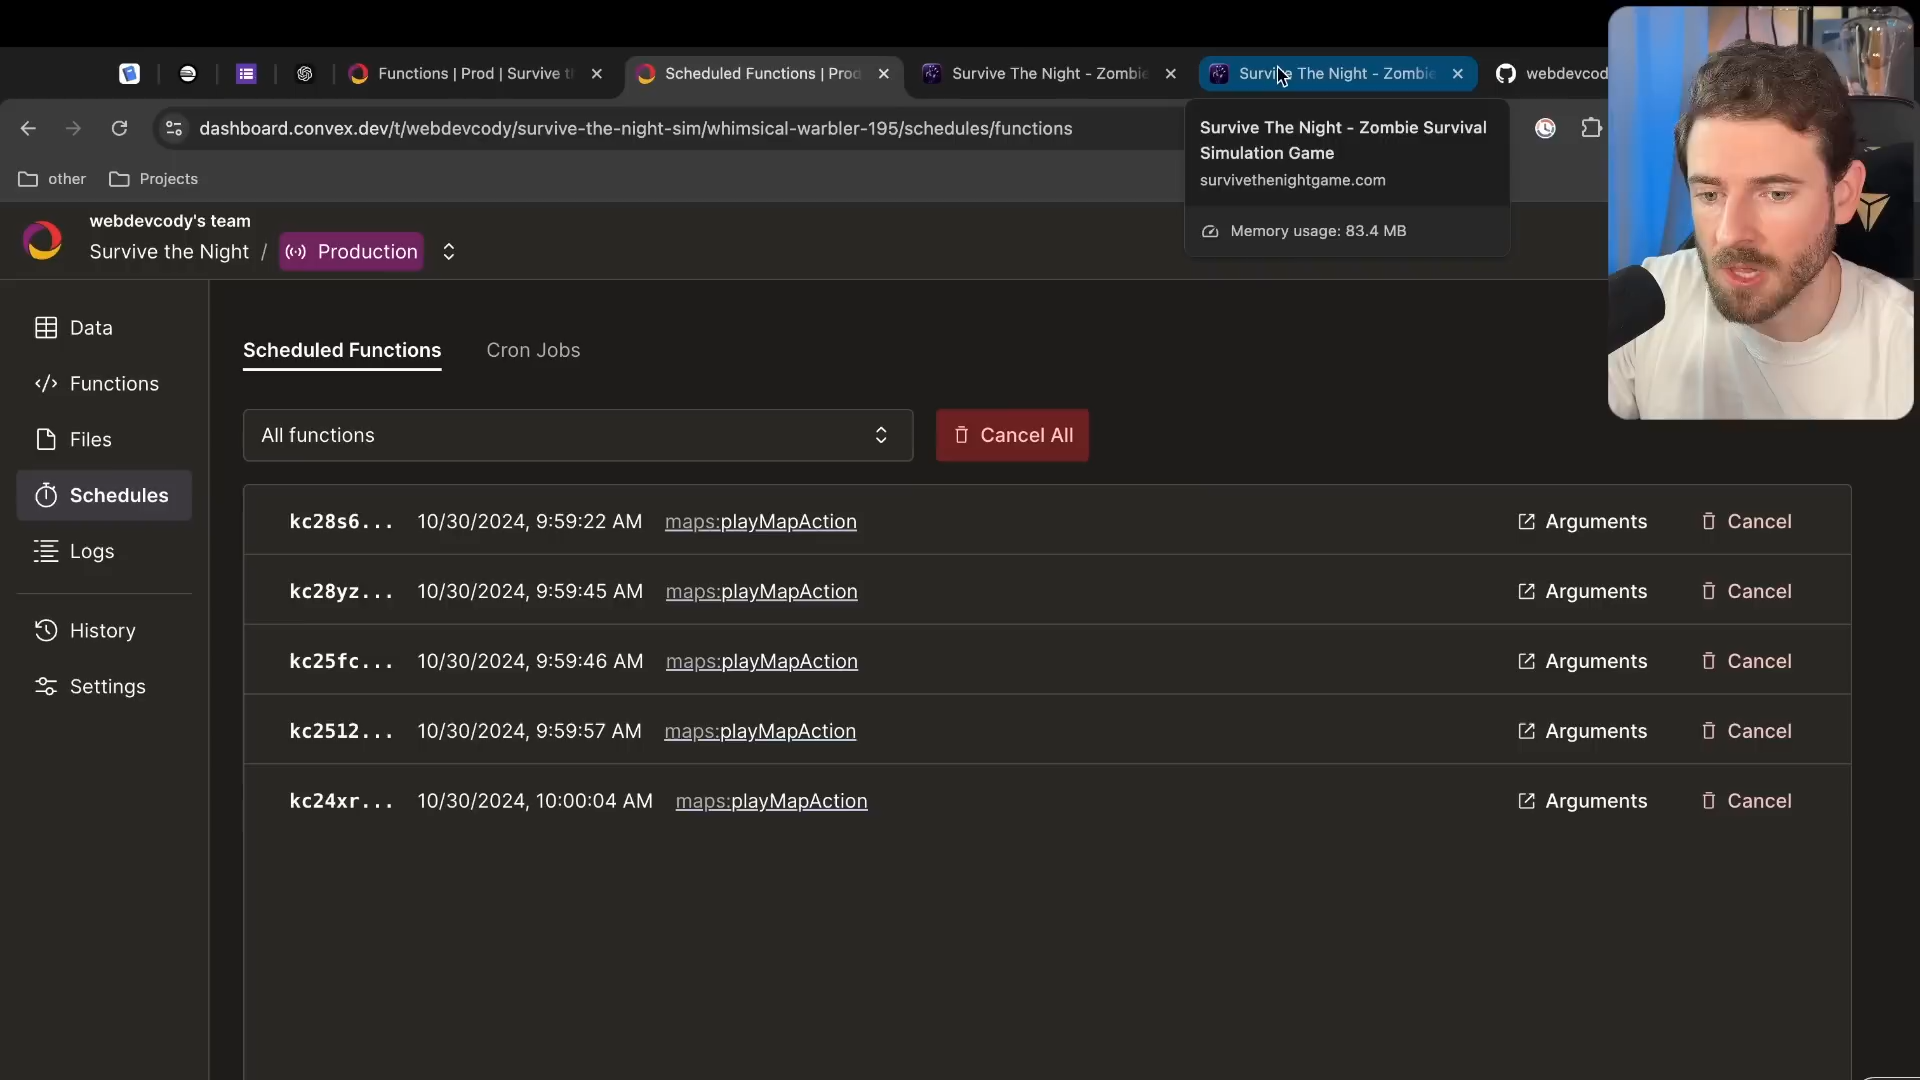 Functions | Prod | Survive t
Scheduled Functions | Prod
Survive The Night - Zombie
Survive The Night - Zombie
webdevcod
dashboard.convex.dev/t/webdevcody/survive-the-night-sim/whimsical-warbler-195/schedules/functions
Survive The Night - Zombie Survival
Simulation Game
survivethenightgame.com
Memory usage: 83.4 MB
other
Projects
webdevcody's team
Survive the Night / Production
Data
Functions
Files
Schedules
Logs
History
Settings
Scheduled Functions
Cron Jobs
All functions
Cancel All
kc28s6... 10/30/2024, 9:59:22 AM maps:playMapAction Arguments Cancel
kc28yz... 10/30/2024, 9:59:45 AM maps:playMapAction Arguments Cancel
kc25fc... 10/30/2024, 9:59:46 AM maps:playMapAction Arguments Cancel
kc2512... 10/30/2024, 9:59:57 AM maps:playMapAction Arguments Cancel
kc24xr... 10/30/2024, 10:00:04 AM maps:playMapAction Arguments Cancel